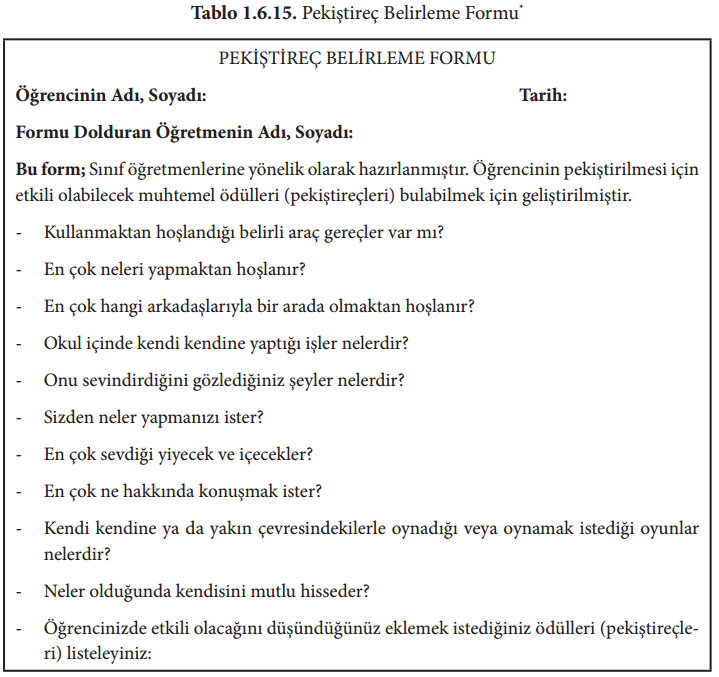 Tablo 1.6.15. Pekiştireç Belirleme Formu*
PEKİŞTİREÇ BELİRLEME FORMU
Öğrencinin Adı, Soyadı: Tarih:
Formu Dolduran Öğretmenin Adı, Soyadı:
Bu form; Sınıf öğretmenlerine yönelik olarak hazırlanmıştır. Öğrencinin pekiştirilmesi için
etkili olabilecek muhtemel ödülleri (pekiştireçleri) bulabilmek için geliştirilmiştir.
- Kullanmaktan hoşlandığı belirli araç gereçler var mı?
- En çok neleri yapmaktan hoşlanır?
- En çok hangi arkadaşlarıyla bir arada olmaktan hoşlanır?
- Okul içinde kendi kendine yaptığı işler nelerdir?
- Onu sevindirdiğini gözlediğiniz şeyler nelerdir?
- Sizden neler yapmanızı ister?
- En çok sevdiği yiyecek ve içecekler?
- En çok ne hakkında konuşmak ister?
- Kendi kendine ya da yakın çevresindekilerle oynadığı veya oynamak istediği oyunlar
nelerdir?
- Neler olduğunda kendisini mutlu hisseder?
- Öğrencinizde etkili olacağını düşündüğünüz eklemek istediğiniz ödülleri (pekiştireçle-
ri) listeleyiniz: